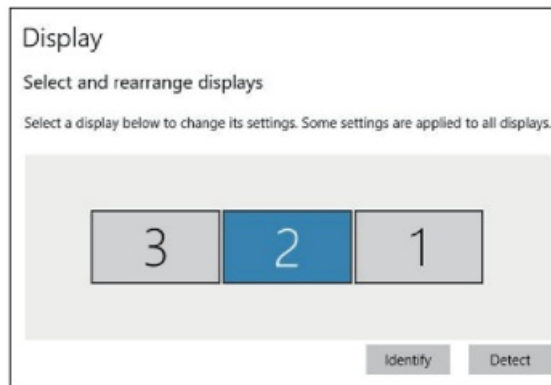 Display
Select and rearrange displays
Select a display below to change its settings. Some settings are applied to all displays.
3 2 1
Identify Detect